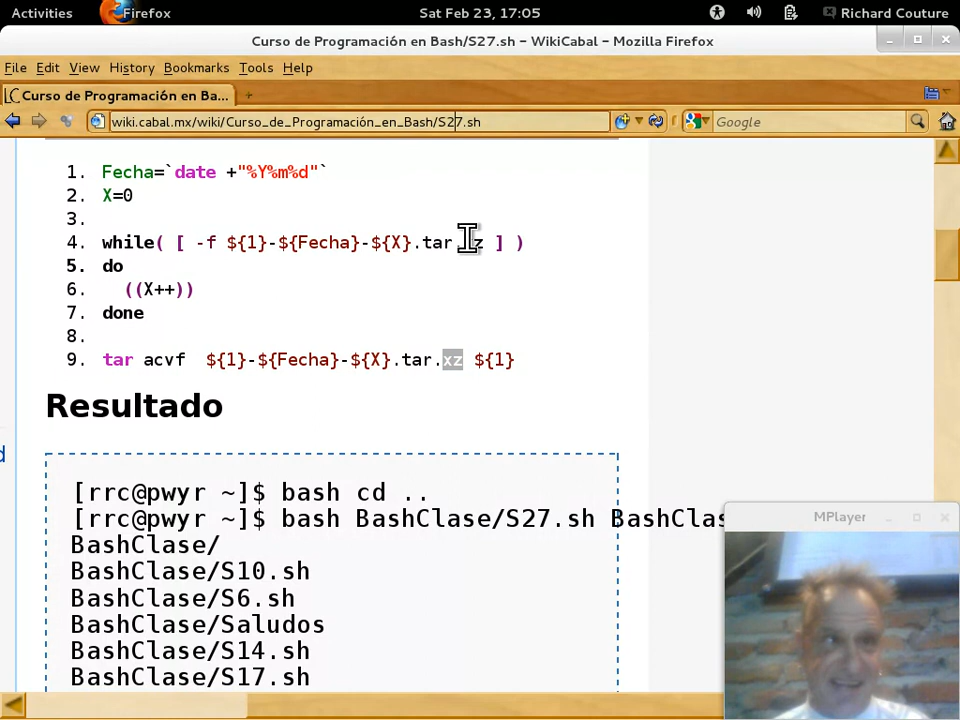 Activities Firefox Sat Feb 23, 17:05 Richard Couture
Curso de Programación en Bash/S27.sh - WikiCabal - Mozilla Firefox
File Edit View History Bookmarks Tools Help
Curso de Programación en Ba... +
wiki.cabal.mx/wiki/Curso_de_Programación_en_Bash/S27.sh Google
1. Fecha=`date +"%Y%m%d"`
2. X=0
3.
4. while( [ -f ${1}-${Fecha}-${X}.tar z ] )
5. do
6. ((X++))
7. done
8.
9. tar acvf ${1}-${Fecha}-${X}.tar.xz ${1}
Resultado
[rrc@pwyr ~]$ bash cd ..
[rrc@pwyr ~]$ bash BashClase/S27.sh BashClas
BashClase/
BashClase/S10.sh
BashClase/S6.sh
BashClase/Saludos
BashClase/S14.sh
BashClase/S17.sh
d
MPlayer